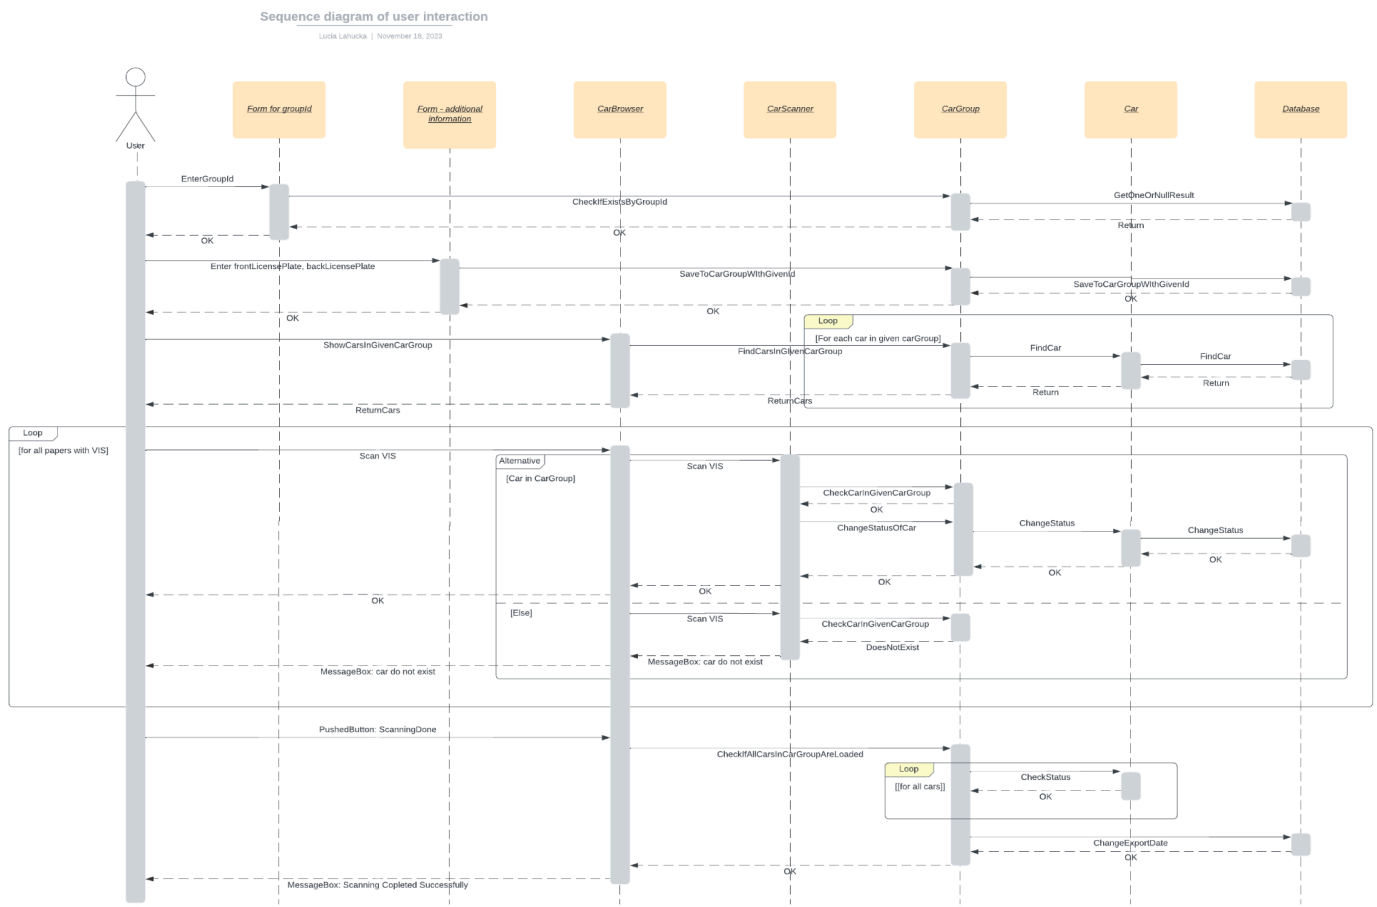 Sequence diagram of user interaction
Lucia Lahucka | November 18, 2023
User
Form for groupId
Form - additional
information
CarBrowser
CarScanner
CarGroup
Car
Database
EnterGroupId
CheckIfExistsByGroupId
GetOneOrNullResult
Return
OK
OK
Enter frontLicensePlate, backLicensePlate
SaveToCarGroupWIthGivenId
SaveToCarGroupWIthGivenId
OK
OK
OK
Loop
[For each car in given carGroup]
ShowCarsInGivenCarGroup
FindCarsInGivenCarGroup
FindCar
FindCar
Return
Return
ReturnCars
ReturnCars
Loop
[for all papers with VIS]
Scan VIS
Alternative
[Car in CarGroup]
Scan VIS
CheckCarInGivenCarGroup
OK
ChangeStatusOfCar
ChangeStatus
ChangeStatus
OK
OK
OK
OK
OK
[Else]
Scan VIS
CheckCarInGivenCarGroup
DoesNotExist
MessageBox: car do not exist
MessageBox: car do not exist
PushedButton: ScanningDone
CheckIfAllCarsInCarGroupAreLoaded
Loop
[[for all cars]]
CheckStatus
OK
ChangeExportDate
OK
OK
MessageBox: Scanning Copleted Successfully